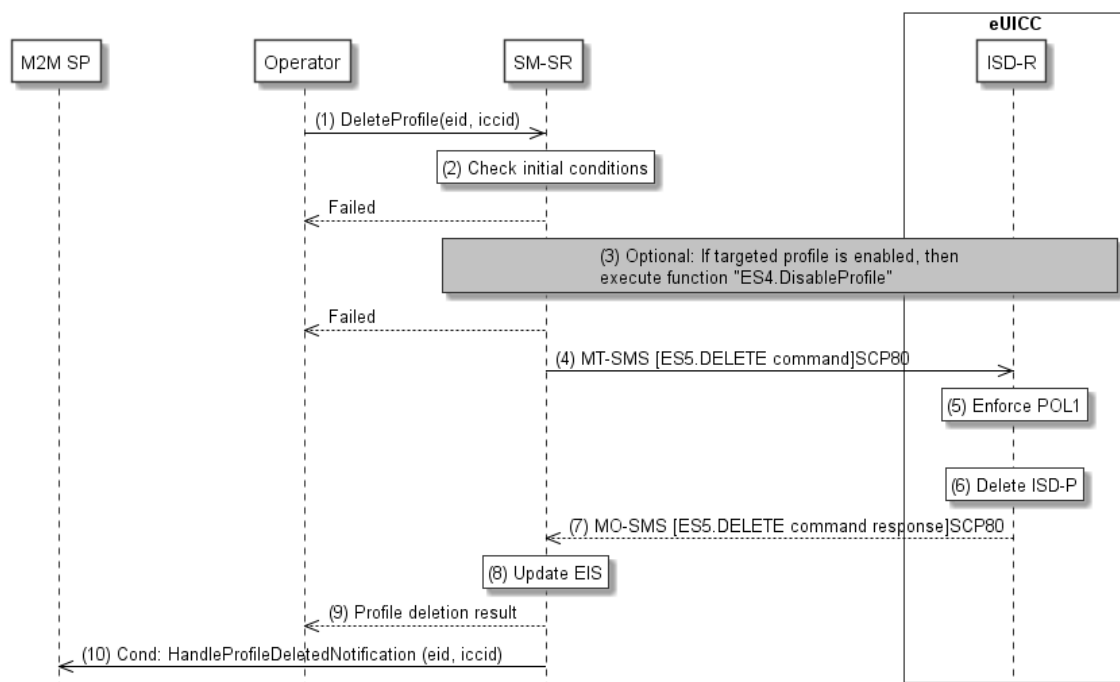 eUICC
M2M SP
Operator
SM-SR
ISD-R
(1) DeleteProfile(eid, iccid)
(2) Check initial conditions
Failed
(3) Optional: If targeted profile is enabled, then
execute function "ES4.DisableProfile"
Failed
(4) MT-SMS [ES5.DELETE command]SCP80
(5) Enforce POL1
(6) Delete ISD-P
(7) MO-SMS [ES5.DELETE command response]SCP80
(8) Update EIS
(9) Profile deletion result
(10) Cond: HandleProfileDeletedNotification (eid, iccid)